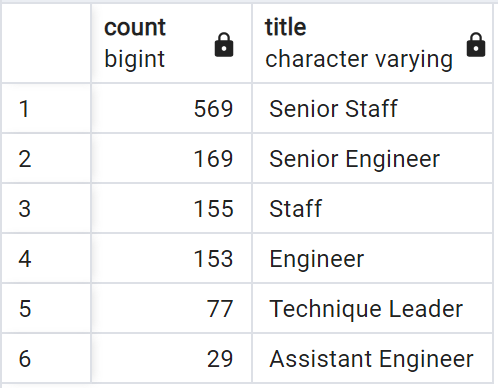 count title
bigint character varying
1 569 Senior Staff
2 169 Senior Engineer
3 155 Staff
4 153 Engineer
5 77 Technique Leader
6 29 Assistant Engineer